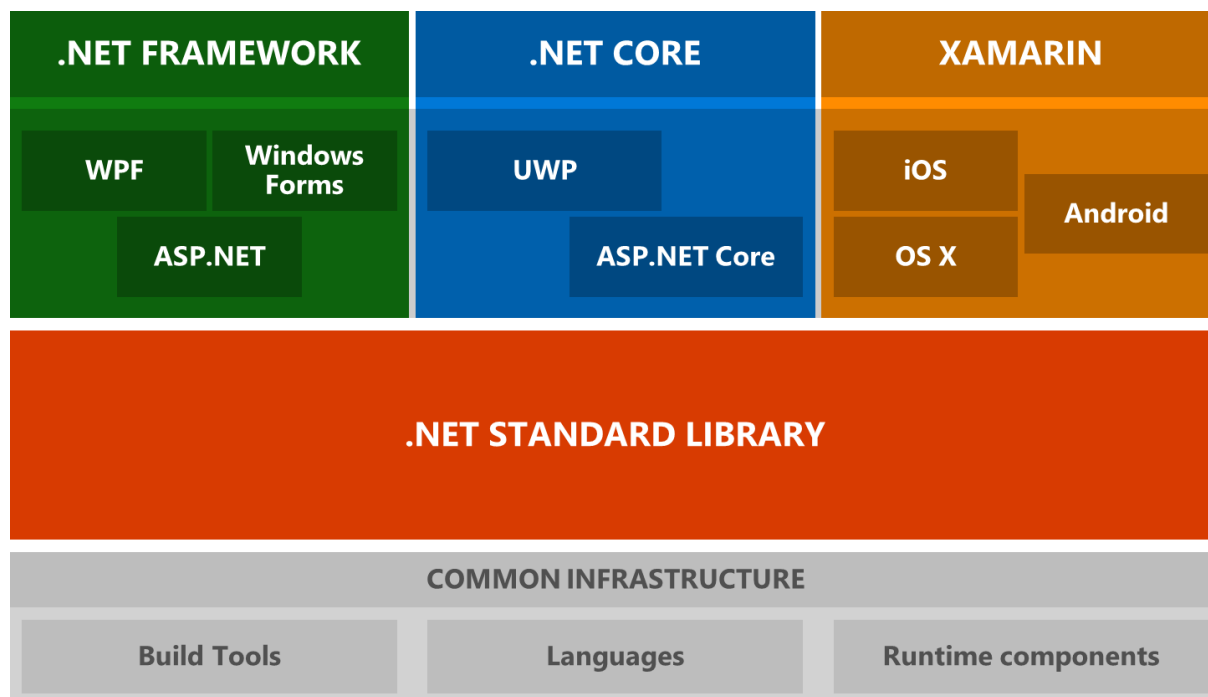 .NET FRAMEWORK
.NET CORE
XAMARIN
WPF
Windows
Forms
ASP.NET
UWP
ASP.NET Core
iOS
Android
OS X
.NET STANDARD LIBRARY
COMMON INFRASTRUCTURE
Build Tools
Languages
Runtime components